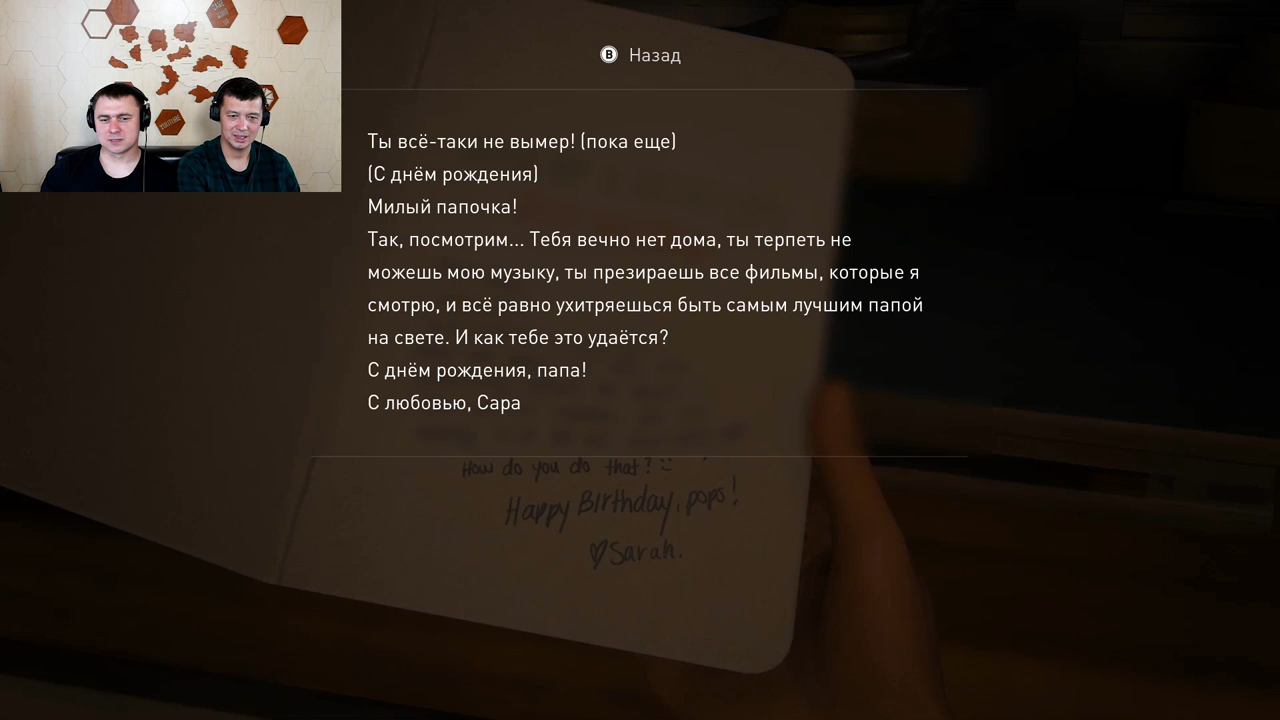 B Назад
Ты всё-таки не вымер! (пока еще)
(С днём рождения)
Милый папочка!
Так, посмотрим... Тебя вечно нет дома, ты терпеть не
можешь мою музыку, ты презираешь все фильмы, которые я
смотрю, и всё равно ухитряешься быть самым лучшим папой
на свете. И как тебе это удаётся?
С днём рождения, папа!
С любовью, Сара
How do you do that?
Happy Birthday, pops!
Sarah.